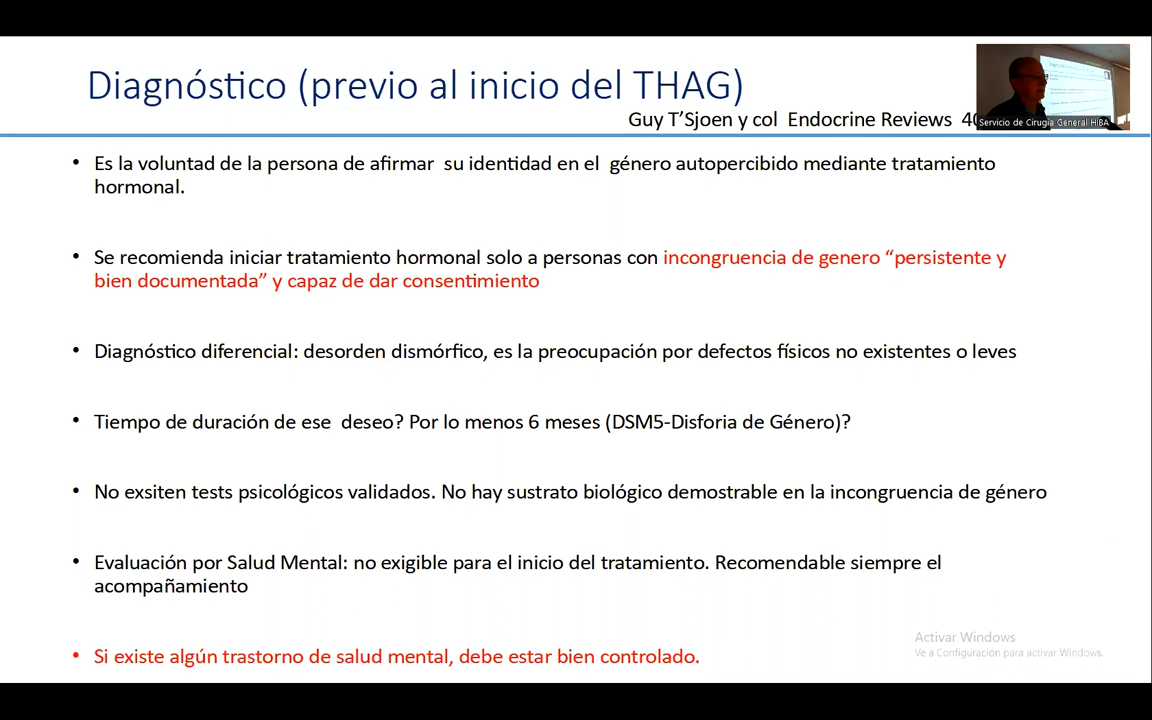 Diagnóstico (previo al inicio del THAG)
Guy T’Sjoen y col Endocrine Reviews 40
Servicio de Cirugía General HIBA
• Es la voluntad de la persona de afirmar su identidad en el género autopercibido mediante tratamiento
hormonal.
• Se recomienda iniciar tratamiento hormonal solo a personas con incongruencia de genero “persistente y
bien documentada” y capaz de dar consentimiento
• Diagnóstico diferencial: desorden dismórfico, es la preocupación por defectos físicos no existentes o leves
• Tiempo de duración de ese deseo? Por lo menos 6 meses (DSM5-Disforia de Género)?
• No exsiten tests psicológicos validados. No hay sustrato biológico demostrable en la incongruencia de género
• Evaluación por Salud Mental: no exigible para el inicio del tratamiento. Recomendable siempre el
acompañamiento
Activar Windows
Ve a Configuración para activar Windows.
• Si existe algún trastorno de salud mental, debe estar bien controlado.